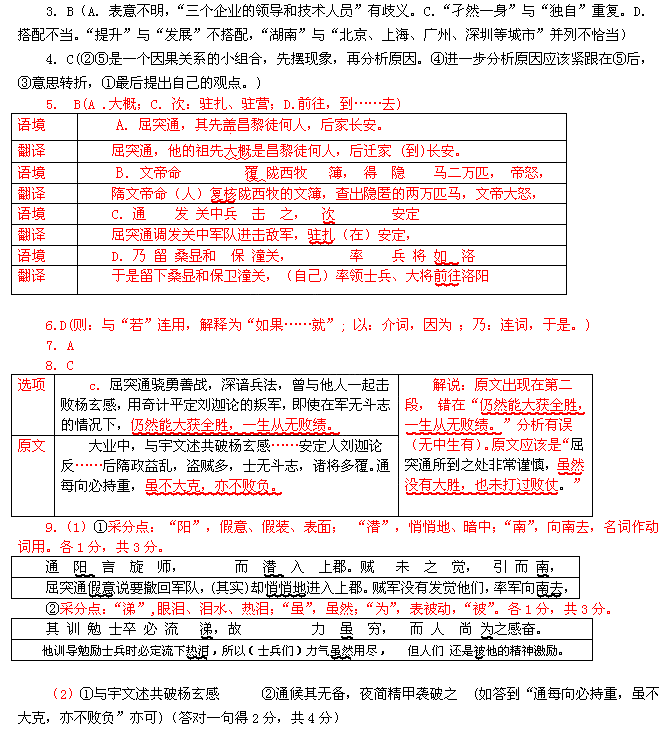 3. B（A. 表意不明，“三个企业的领导和技术人员”有歧义。C.“孑然一身”与“独自”重复。D.
搭配不当。“提升”与“发展”不搭配，“湖南”与“北京、上海、广州、深圳等城市”并列不恰当）
4. C(②⑤是一个因果关系的小组合，先摆现象，再分析原因。④进一步分析原因应该紧跟在⑤后，
③意思转折，①最后提出自己的观点。)
5. B(A .大概；C. 次：驻扎、驻营；D.前往，到……去)
语境 A. 屈突通，其先盖昌黎徒何人，后家长安。
翻译 屈突通，他的祖先大概是昌黎徒何人，后迁家 (到)长安。
语境 B. 文帝命 覆 陇西牧 簿， 得 隐 马二万匹， 帝怒，
翻译 隋文帝命（人）复核陇西牧的文簿，查出隐匿的两万匹马，文帝大怒，
语境 C. 通 发 关中兵 击 之， 次 安定
翻译 屈突通调发关中军队进击敌军，驻扎（在）安定，
语境 D. 乃 留 桑显和 保 潼关， 率 兵 将 如 洛
翻译 于是留下桑显和保卫潼关，（自己）率领士兵、大将前往洛阳
6.D(则：与“若”连用，解释为“如果……就”；以：介词，因为 ；乃：连词，于是。)
7. A
8. C
选项 c. 屈突通骁勇善战，深谙兵法，曾与他人一起击
败杨玄感，用奇计平定刘迦论的叛军，即使在军无斗志
的情况下，仍然能大获全胜，一生从无败绩。
解说：原文出现在第二
段， 错在“仍然能大获全胜，
一生从无败绩。”分析有误
（无中生有）。原文应该是“屈
突通所到之处非常谨慎，虽然
没有大胜，也未打过败仗。”
原文 大业中，与宇文述共破杨玄感……安定人刘迦论
反……后隋政益乱，盗贼多，士无斗志，诸将多覆。通
每向必持重，虽不大克，亦不败负。
9.（1）①采分点：“阳”，假意、假装、表面； “潜”，悄悄地、暗中；“南”，向南去，名词作动
词用。各1分，共3分。
通 阳 言 旋 师， 而 潜 入 上郡。贼 未 之 觉， 引 而 南，
屈突通假意说要撤回军队，(其实)却悄悄地进入上郡。贼军没有发觉他们，率军向南去，
②采分点：“涕”,眼泪、泪水、热泪；“虽”，虽然；“为”，表被动，“被”。各1分，共3分。
其 训 勉 士卒 必 流 涕，故 力 虽 穷， 而 人 尚 为之感奋。
他训导勉励士兵时必定流下热泪，所以（士兵们）力气虽然用尽， 但人们 还是被他的精神激励。
（2）①与宇文述共破杨玄感 ②通候其无备，夜简精甲袭破之 （如答到“通每向必持重，虽不
大克，亦不败负”亦可）（答对一句得2分，共4分）